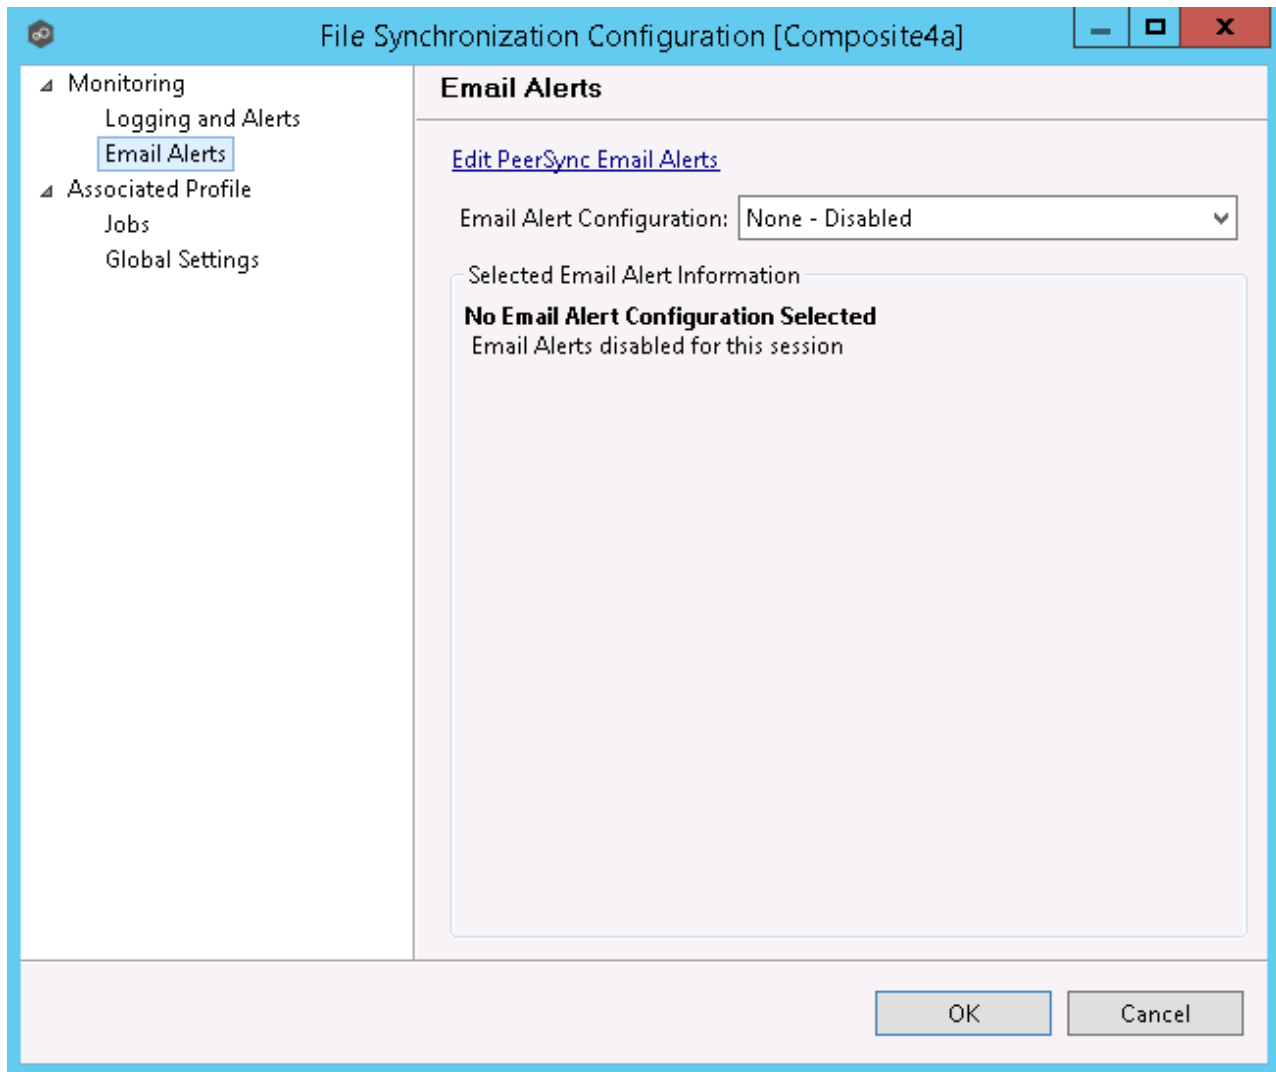 File Synchronization Configuration [Composite4a]
Monitoring
Logging and Alerts
Email Alerts
Associated Profile
Jobs
Global Settings
Email Alerts
Edit PeerSync Email Alerts
Email Alert Configuration: None - Disabled
Selected Email Alert Information
No Email Alert Configuration Selected
Email Alerts disabled for this session
OK Cancel